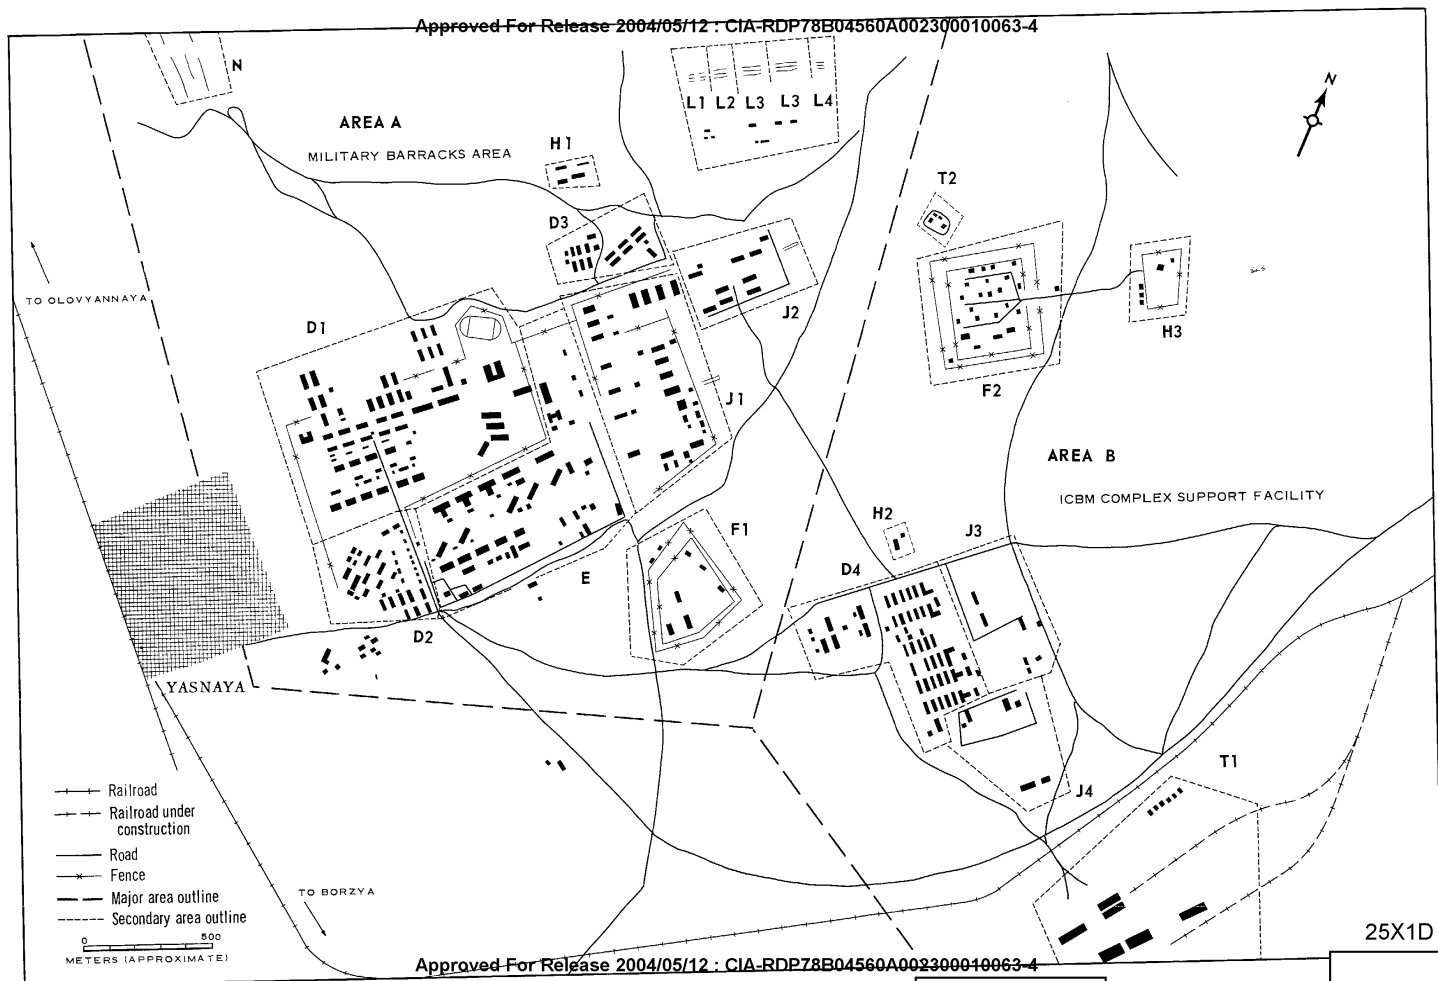 Approved For Release 2004/05/12 : CIA-RDP78B04560A002300010063-4
N
N
AREA A
MILITARY BARRACKS AREA
L1 L2 L3 L3 L4
H1
T2
D3
TO OLOVYANNAYA
D1
J2
H3
F2
J1
AREA B
ICBM COMPLEX SUPPORT FACILITY
H2
F1
J3
D4
E
D2
YASNAYA
T1
J4
Railroad
Railroad under
construction
Road
Fence
Major area outline
Secondary area outline
TO BORZYA
0 500
METERS (APPROXIMATE)
25X1D
Approved For Release 2004/05/12 : CIA-RDP78B04560A002300010063-4